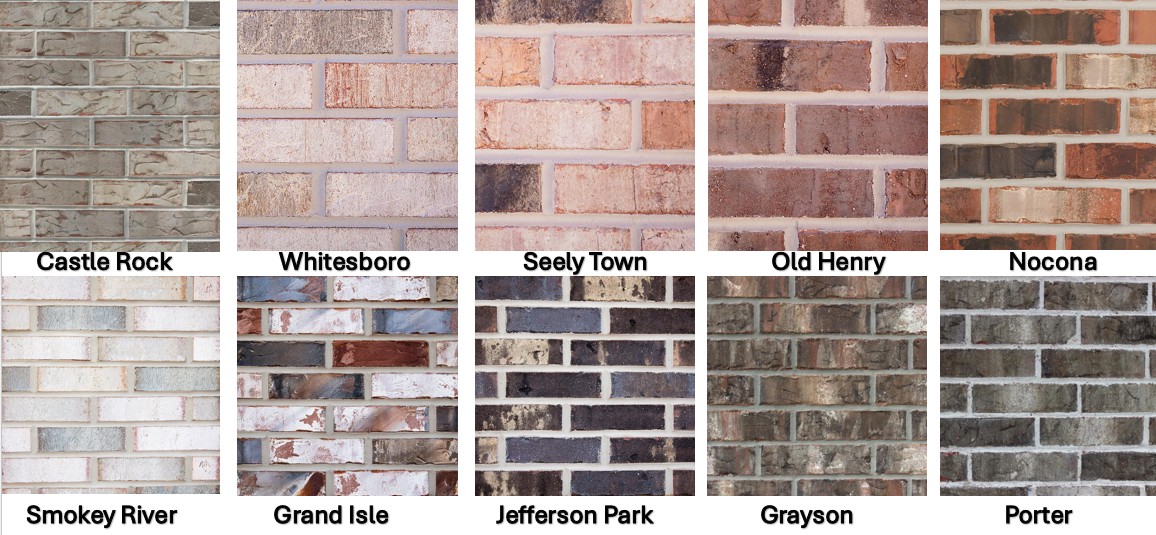 Castle Rock
Whitesboro
Seely Town
Old Henry
Nocona
Smokey River
Grand Isle
Jefferson Park
Grayson
Porter